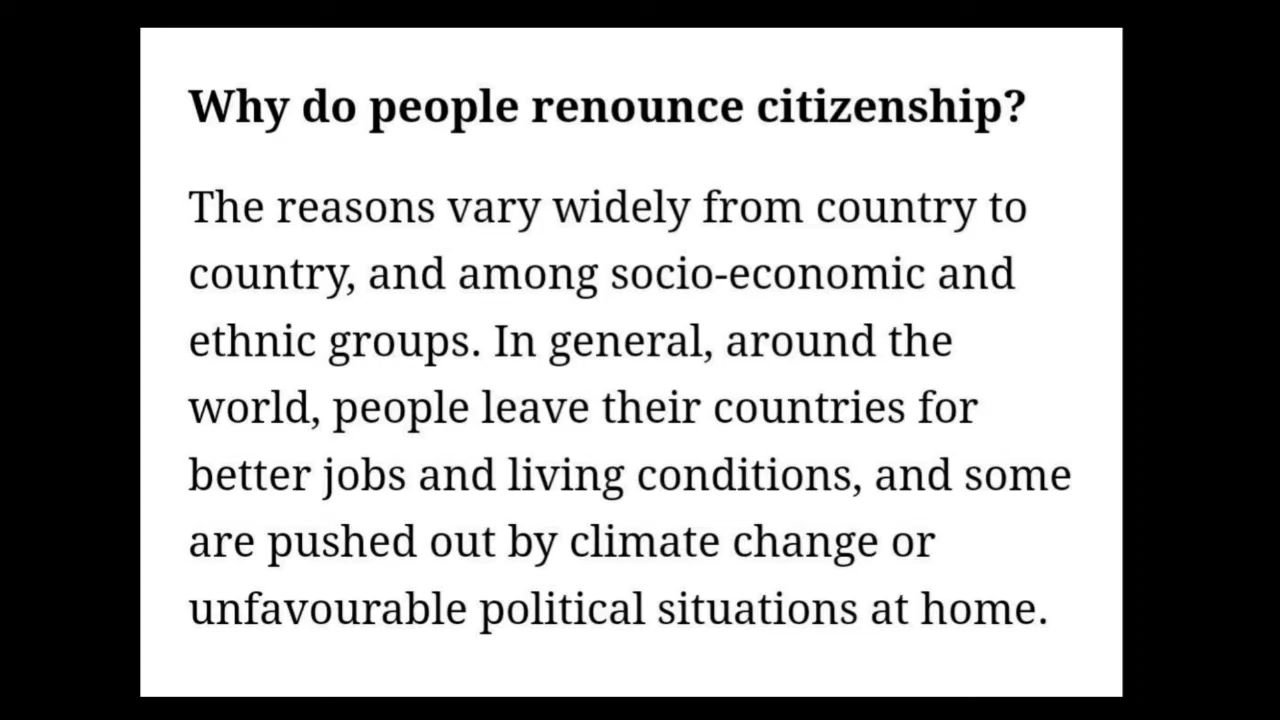 Why do people renounce citizenship?
The reasons vary widely from country to
country, and among socio-economic and
ethnic groups. In general, around the
world, people leave their countries for
better jobs and living conditions, and some
are pushed out by climate change or
unfavourable political situations at home.